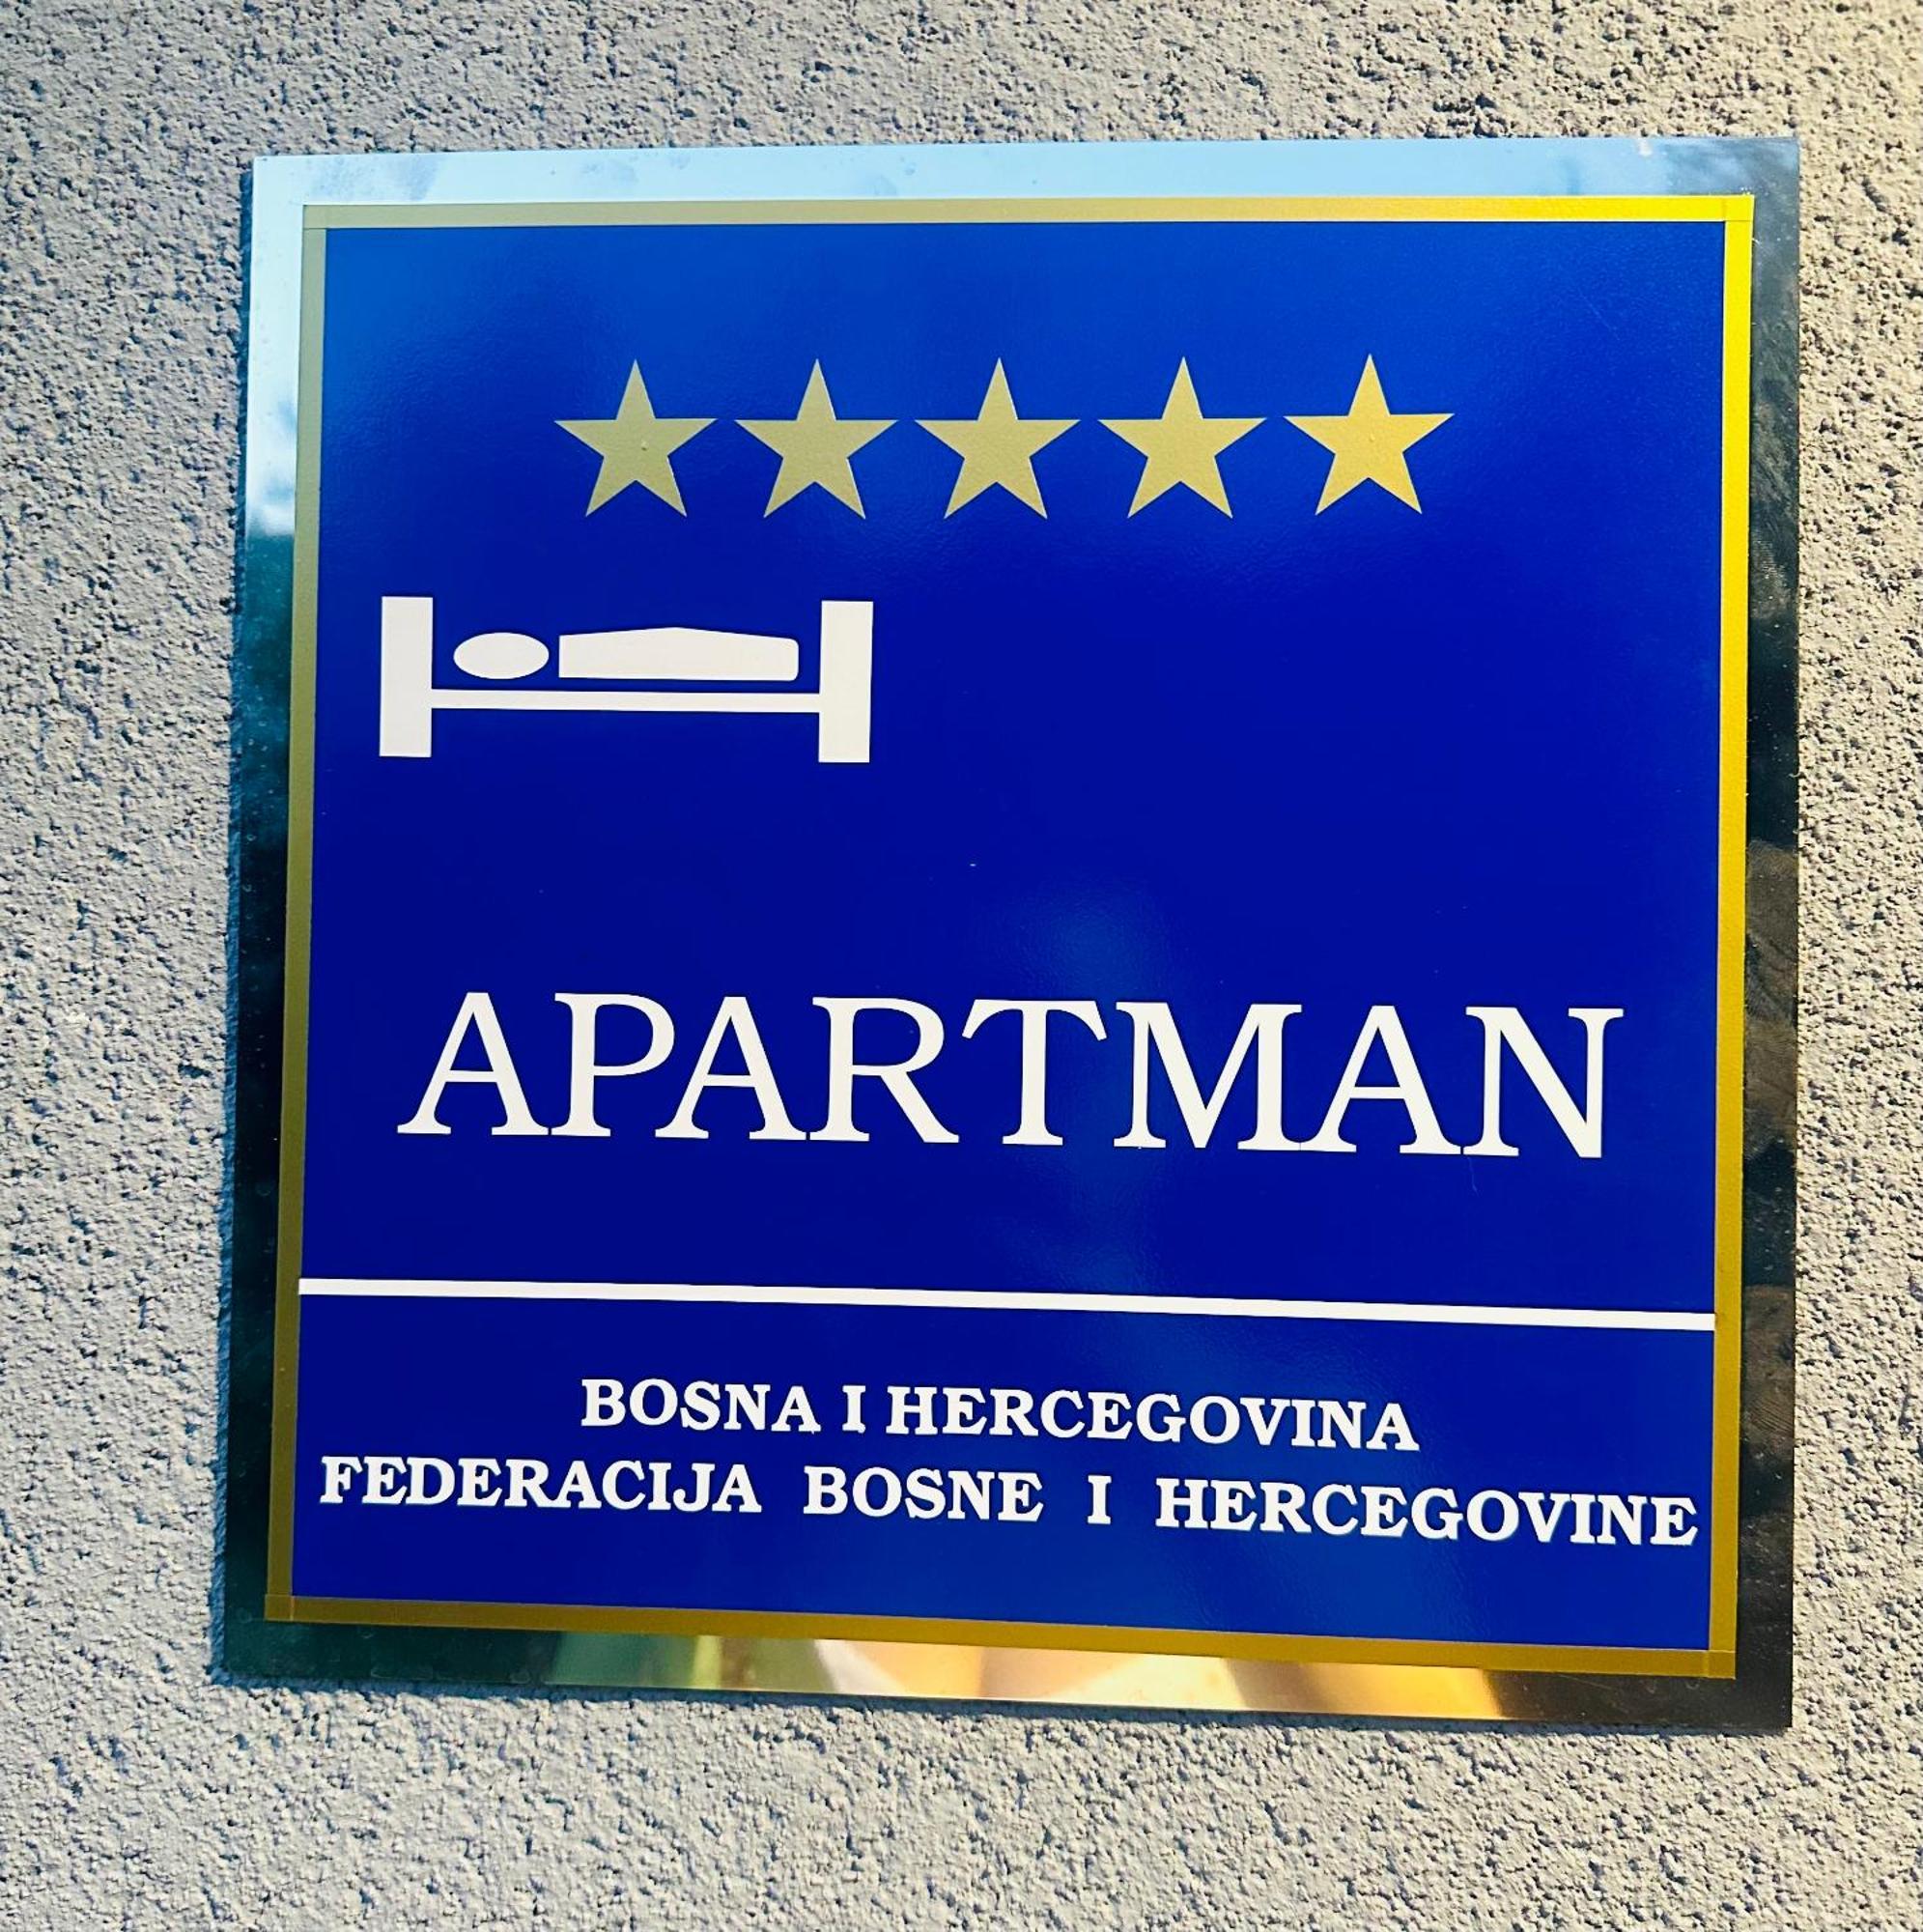 APARTMAN
BOSNA I HERCEGOVINA
FEDERACIJA BOSNE I HERCEGOVINE